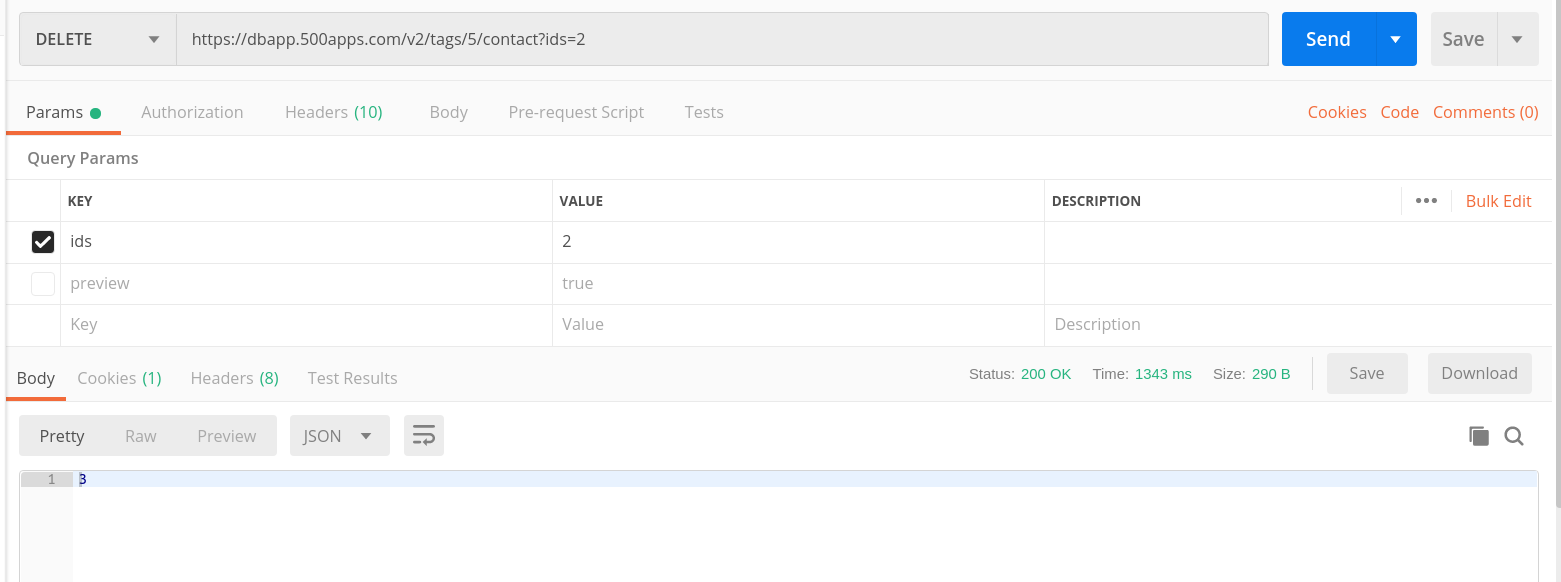 DELETE https://dbapp.500apps.com/v2/tags/5/contact?ids=2 Send Save
Params Authorization Headers (10) Body Pre-request Script Tests Cookies Code Comments (0)
Query Params
KEY VALUE DESCRIPTION ••• Bulk Edit
ids 2
preview true
Key Value Description
Body Cookies (1) Headers (8) Test Results Status: 200 OK Time: 1343 ms Size: 290 B Save Download
Pretty Raw Preview JSON
1 3